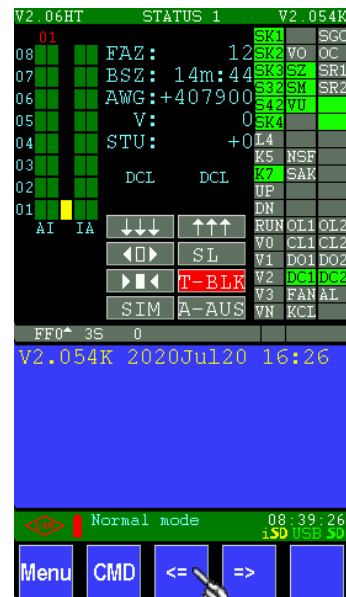 V2.06HT STATUS 1 V2.054K
01 SK1 SGC
08 FAZ: 12 SK2 VO OC
07 BSZ: 14m:44 SK3 SZ SR1
06 AWG:+407900 S32 SM SR2
S42 VU
05 V: 0 SK4
04 STU: +0 L4
03 K5 NSF
02 DCL DCL K7 SAK
UP
01 DN
AI IA ↓↓↓ ↑↑↑ RUN OL1 OL2
V0 CL1 CL2
SL V1 DO1 DO2
T-BLK V2 DC1 DC2
V3 FAN AL
SIM A-AUS VN KCL
FF0 3S 0
V2.054K 2020Jul20 16:26
Normal mode 08:39:26
iSD USB SD
Menu CMD <= =>